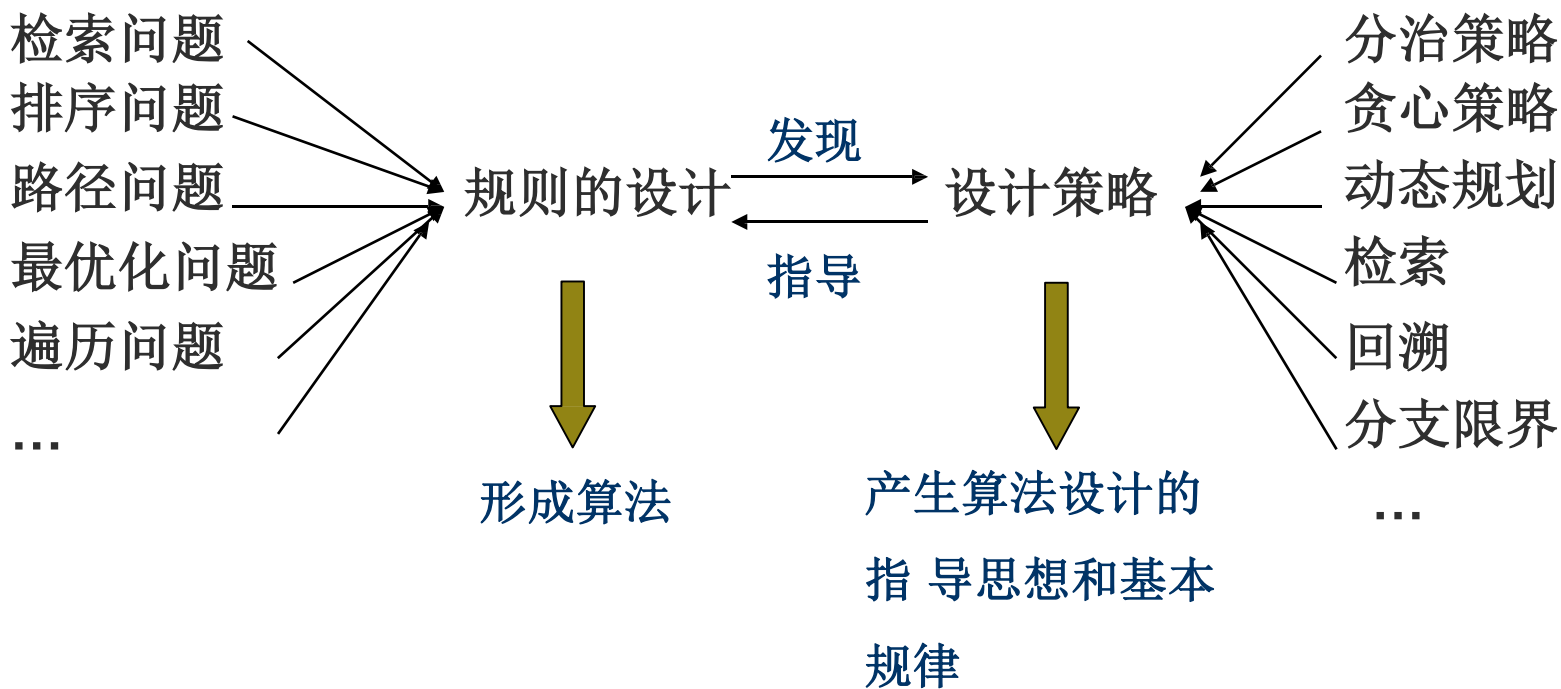 检索问题
排序问题
路径问题
最优化问题
遍历问题
…
规则的设计
发现
指导
设计策略
分治策略
贪心策略
动态规划
检索
回溯
分支限界
…
形成算法
产生算法设计的
指 导思想和基本
规律